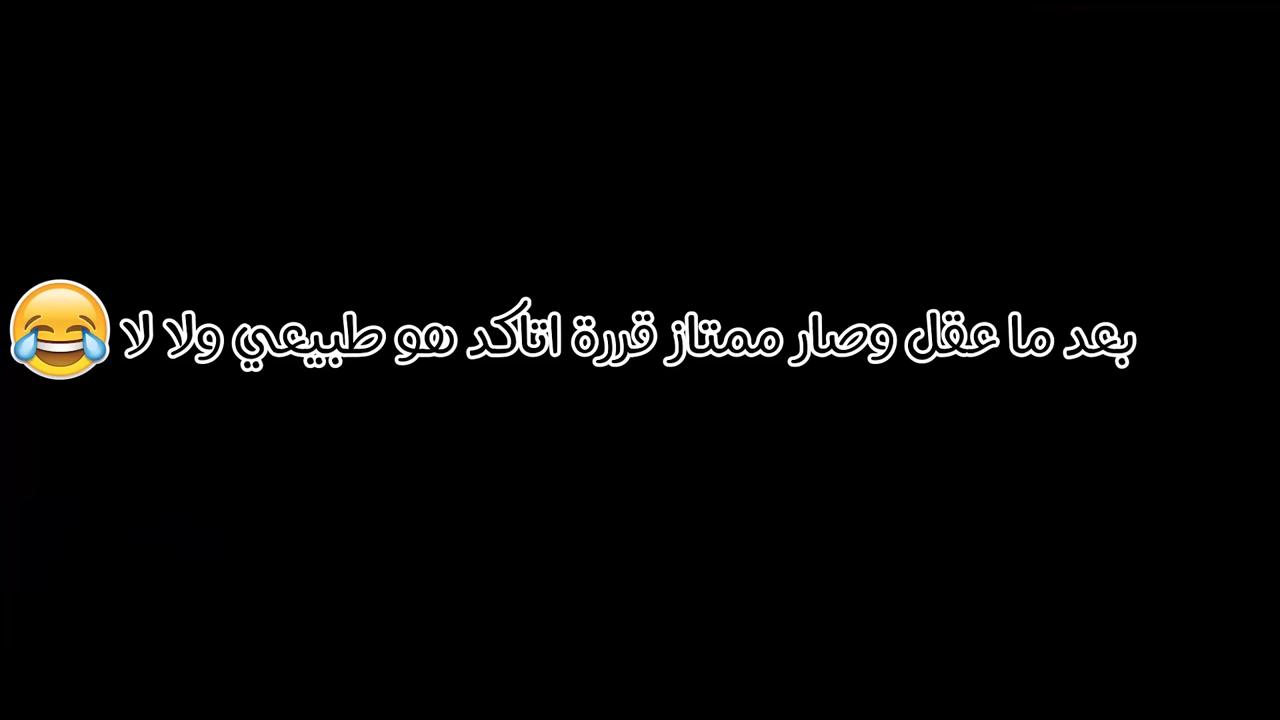 بعد ما عقل وصار ممتاز قررة اتاكد هو طبيعي ولا لا 😂